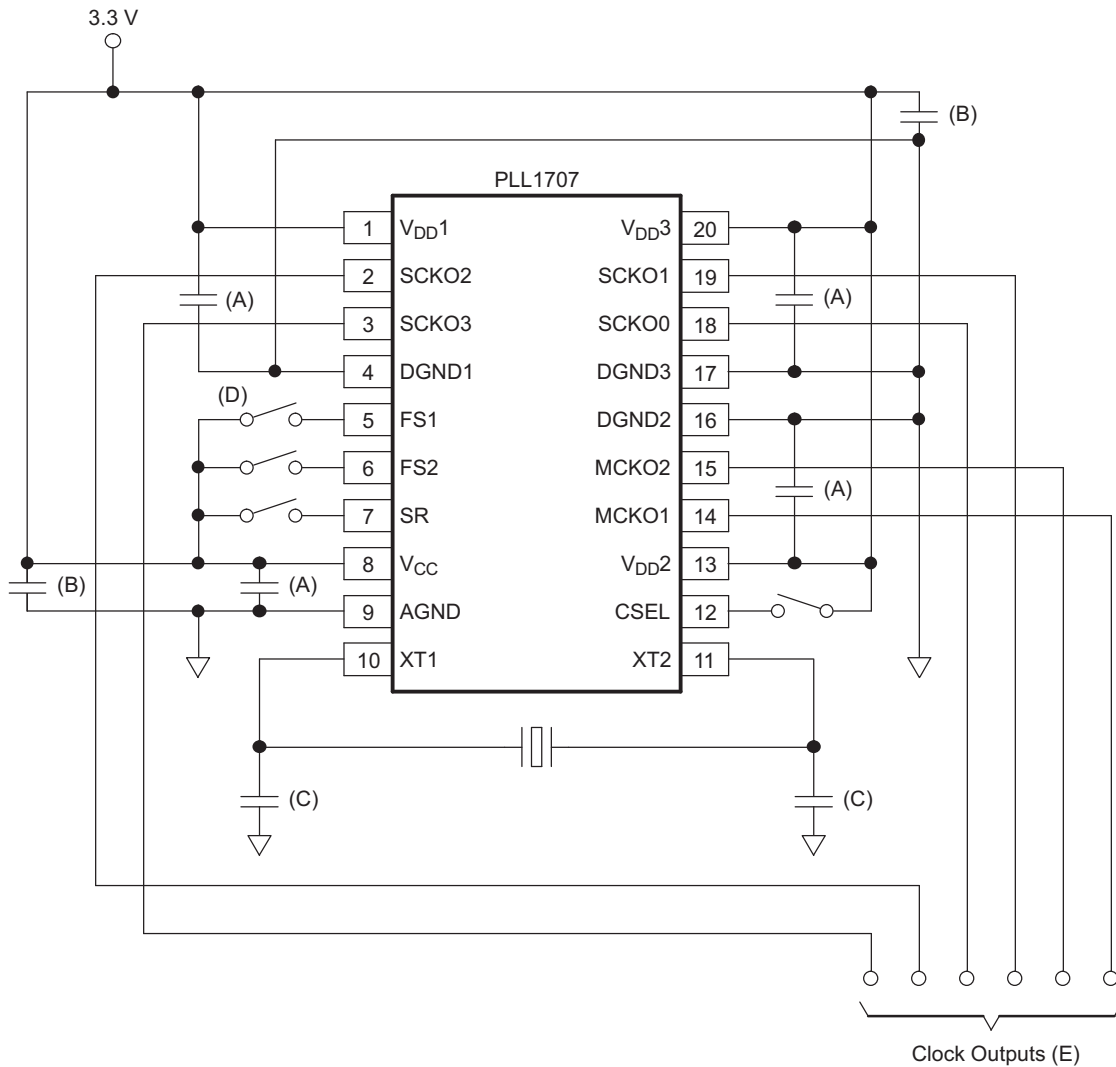 3.3 V
(B)
PLL1707
1 VDD1
VDD3 20
2 SCKO2
SCKO1 19
(A)
(A)
3 SCKO3
SCKO0 18
4 DGND1
DGND3 17
(D)
5 FS1
DGND2 16
6 FS2
MCKO2 15
(A)
7 SR
MCKO1 14
8 VCC
VDD2 13
(B)
(A)
9 AGND
CSEL 12
10 XT1
XT2 11
(C)
(C)
Clock Outputs (E)